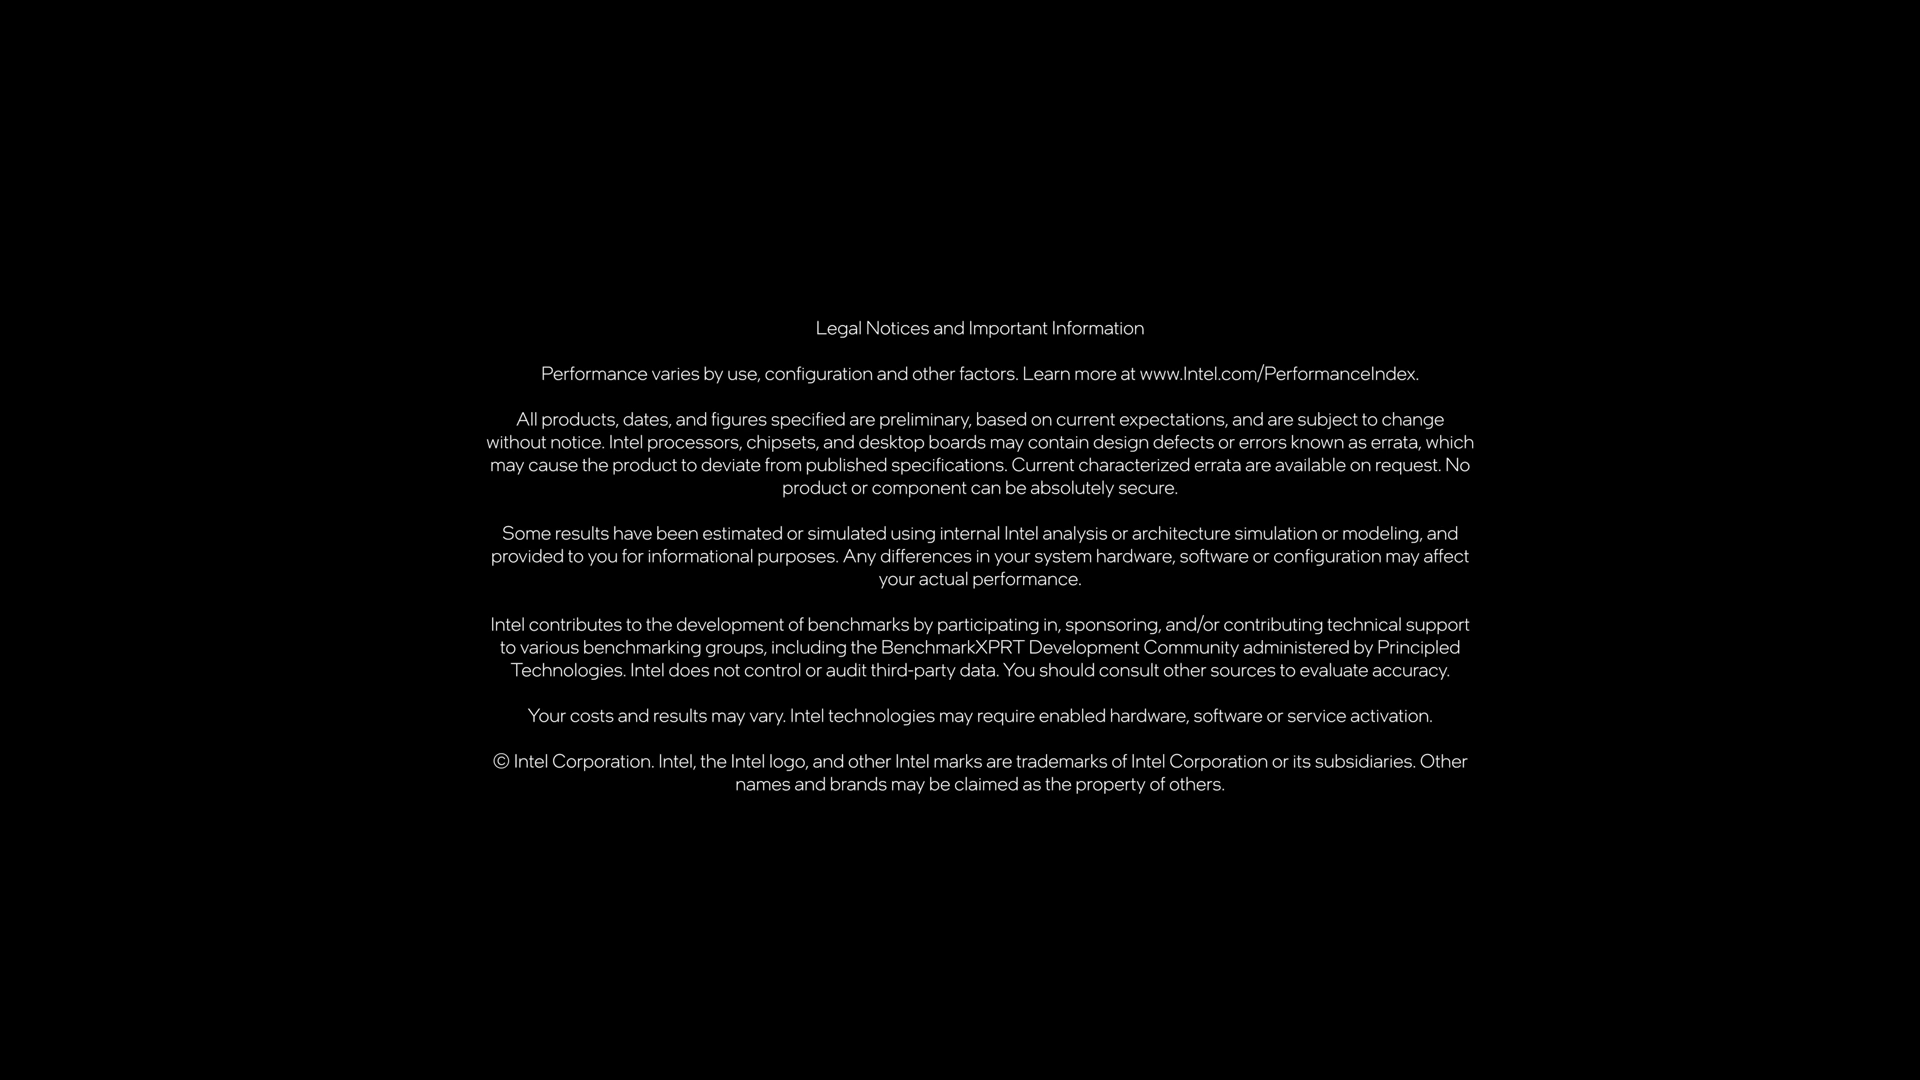 Legal Notices and Important Information
Performance varies by use, configuration and other factors. Learn more at www.Intel.com/PerformanceIndex.
All products, dates, and figures specified are preliminary, based on current expectations, and are subject to change
without notice. Intel processors, chipsets, and desktop boards may contain design defects or errors known as errata, which
may cause the product to deviate from published specifications. Current characterized errata are available on request. No
product or component can be absolutely secure.
Some results have been estimated or simulated using internal Intel analysis or architecture simulation or modeling, and
provided to you for informational purposes. Any differences in your system hardware, software or configuration may affect
your actual performance.
Intel contributes to the development of benchmarks by participating in, sponsoring, and/or contributing technical support
to various benchmarking groups, including the BenchmarkXPRT Development Community administered by Principled
Technologies. Intel does not control or audit third-party data. You should consult other sources to evaluate accuracy.
Your costs and results may vary. Intel technologies may require enabled hardware, software or service activation.
© Intel Corporation. Intel, the Intel logo, and other Intel marks are trademarks of Intel Corporation or its subsidiaries. Other
names and brands may be claimed as the property of others.